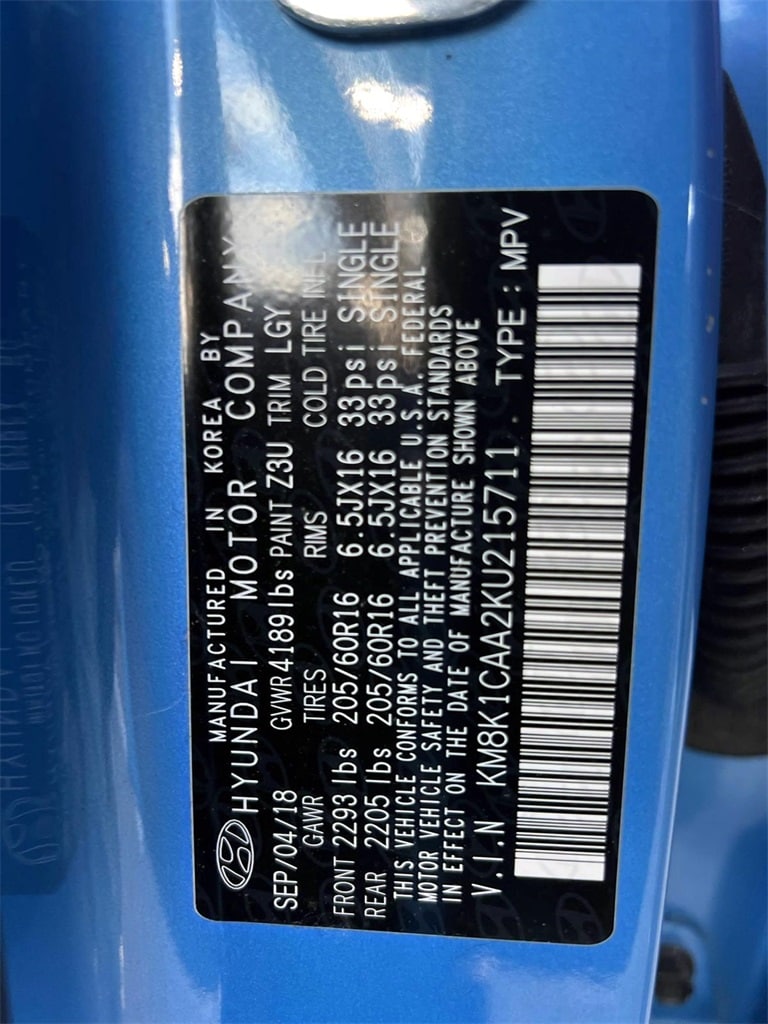 MANUFACTURED IN KOREA BY
HYUNDAI MOTOR COMPANY
SEP/04/18 GVWR 4189 lbs PAINT Z3U TRIM LGY
GAWR TIRES RIMS COLD TIRE INFL
FRONT 2293 lbs 205/60R16 6.5JX16 33psi SINGLE
REAR 2205 lbs 205/60R16 6.5JX16 33psi SINGLE
THIS VEHICLE CONFORMS TO ALL APPLICABLE U.S.A. FEDERAL
MOTOR VEHICLE SAFETY AND THEFT PREVENTION STANDARDS
IN EFFECT ON THE DATE OF MANUFACTURE SHOWN ABOVE
V.I.N KM8K1CAA2KU215711 TYPE : MPV